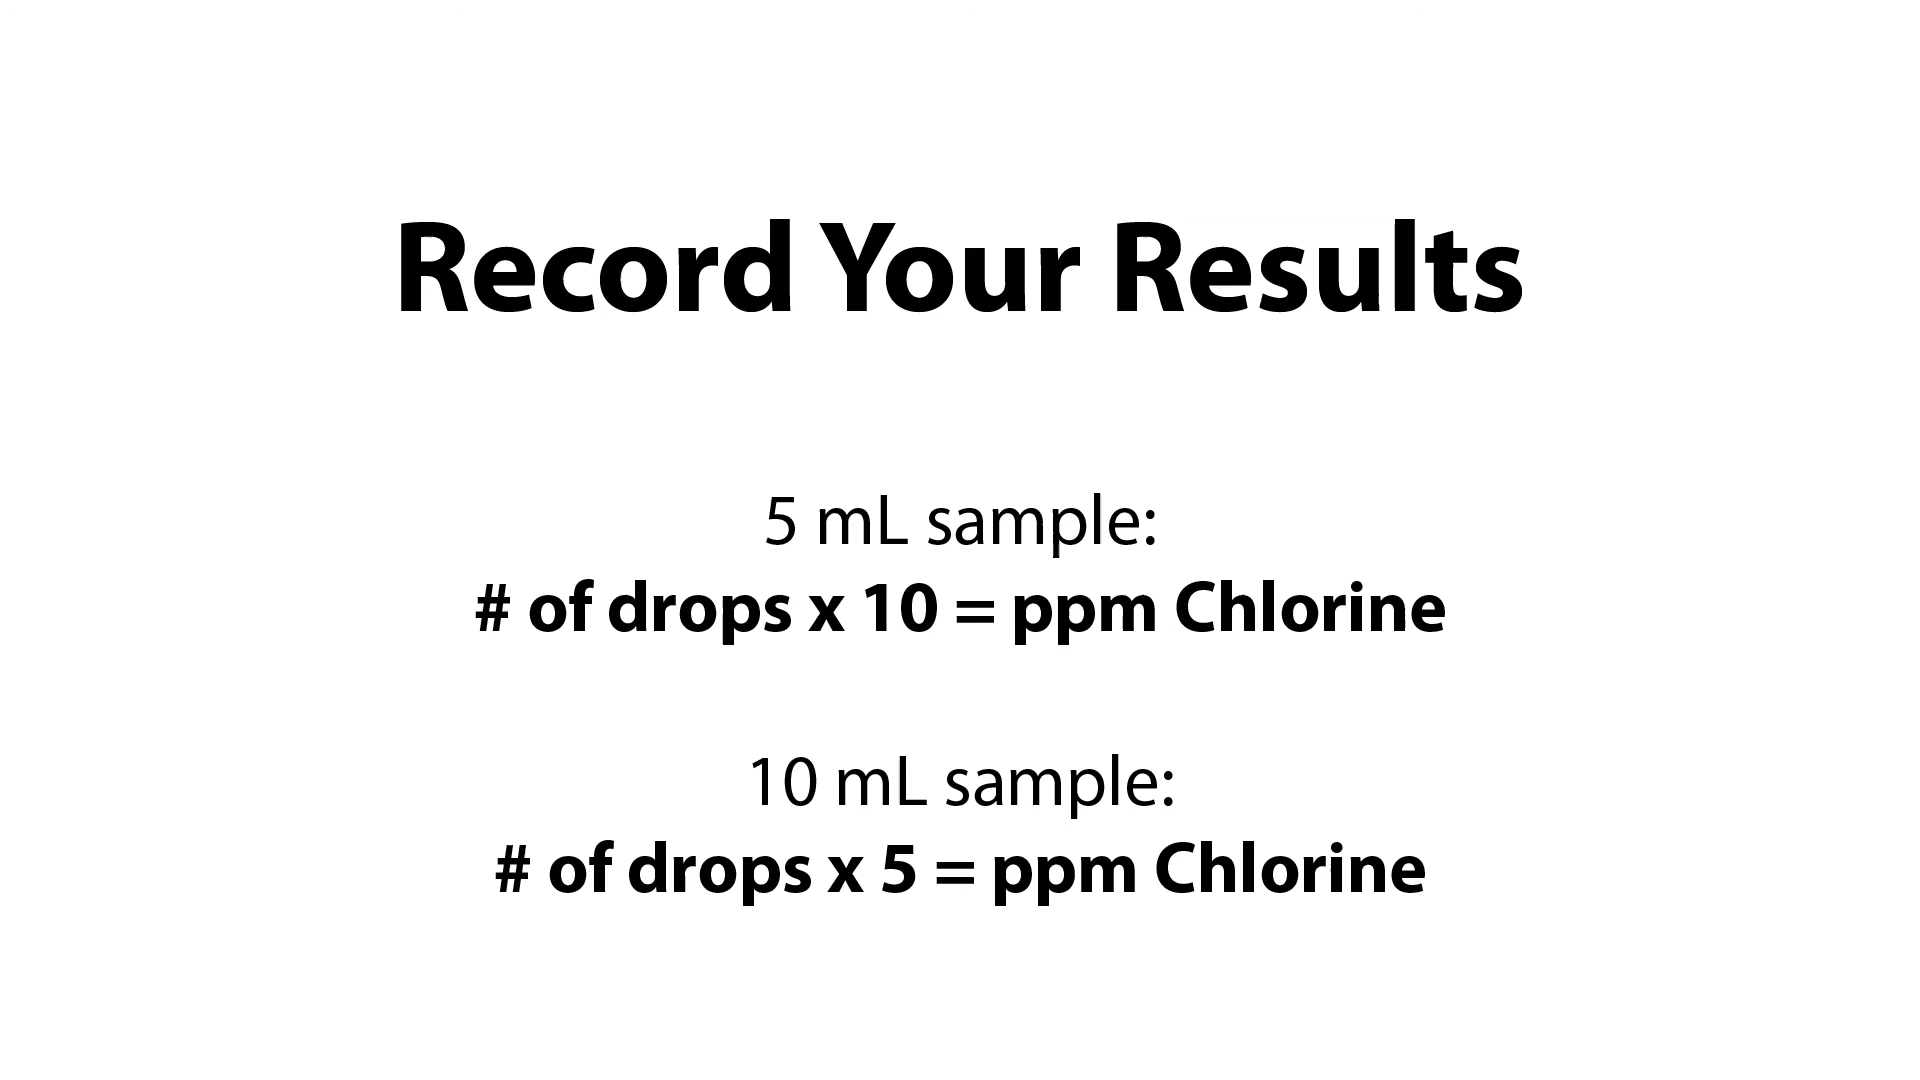 Record Your Results
5 mL sample:
# of drops x 10 = ppm Chlorine
10 mL sample:
# of drops x 5 = ppm Chlorine